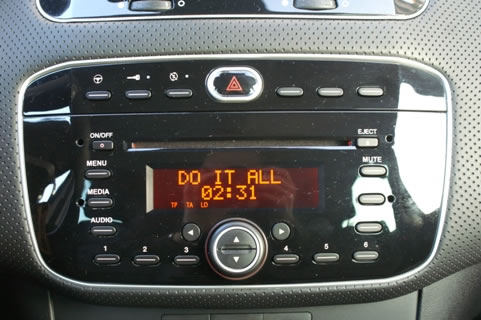 ON/OFF
EJECT
MENU
MUTE
DO IT ALL
02:31
MEDIA
TP TA LD
AUDIO
1 2 3 4 5 6